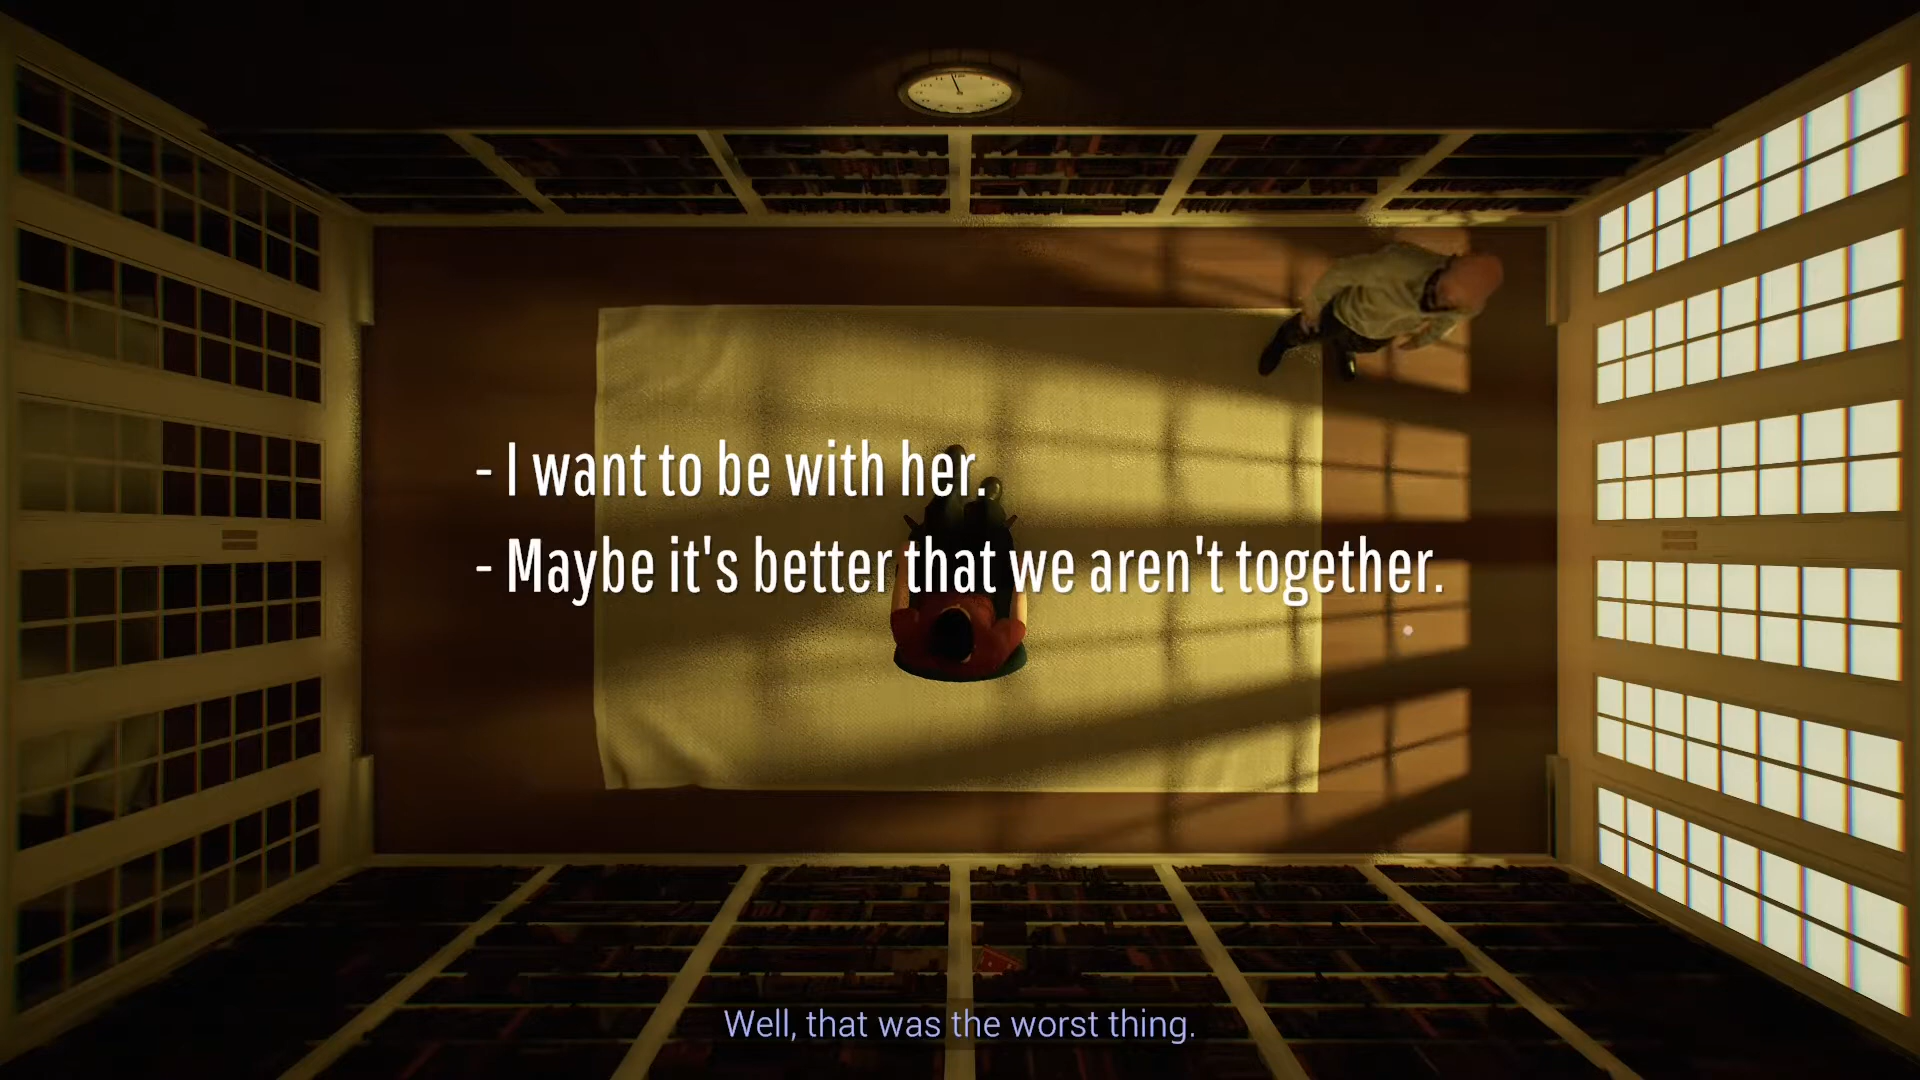 - I want to be with her.
- Maybe it's better that we aren't together.
Well, that was the worst thing.